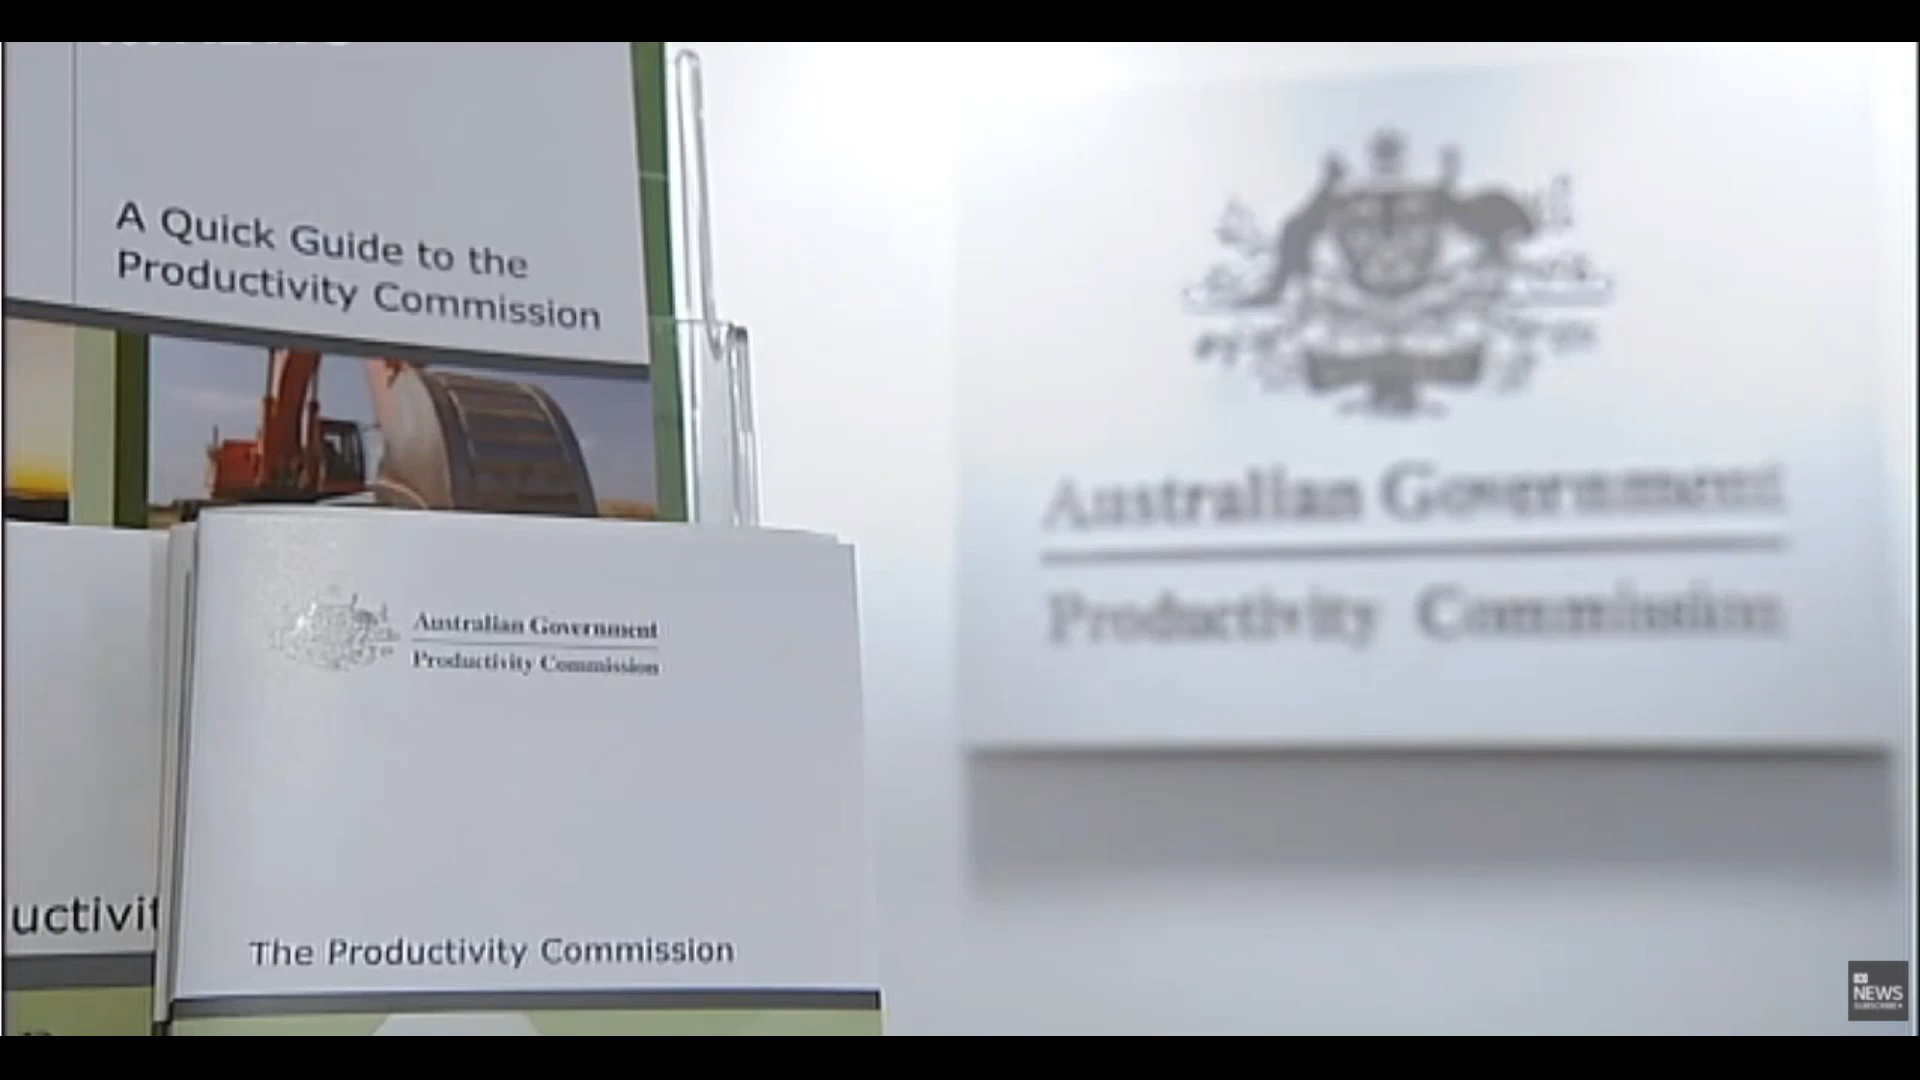 A Quick Guide to the
Productivity Commission
Australian Government
Productivity Commission
The Productivity Commission
uctivit
Australian Government
Productivity Commission
NEWS
SUBSCRIBE